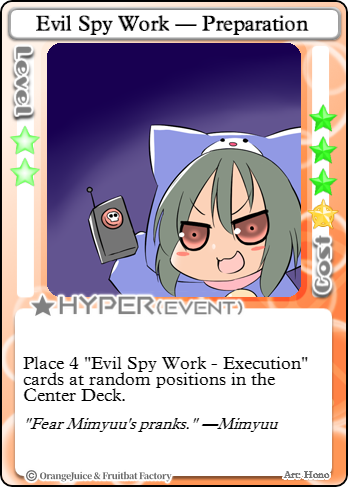 Evil Spy Work — Preparation
Level
Cost
HYPER(EVENT)
Place 4 "Evil Spy Work - Execution"
cards at random positions in the
Center Deck.
"Fear Mimyuu's pranks." —Mimyuu
© OrangeJuice & Fruitbat Factory
Art: Hono